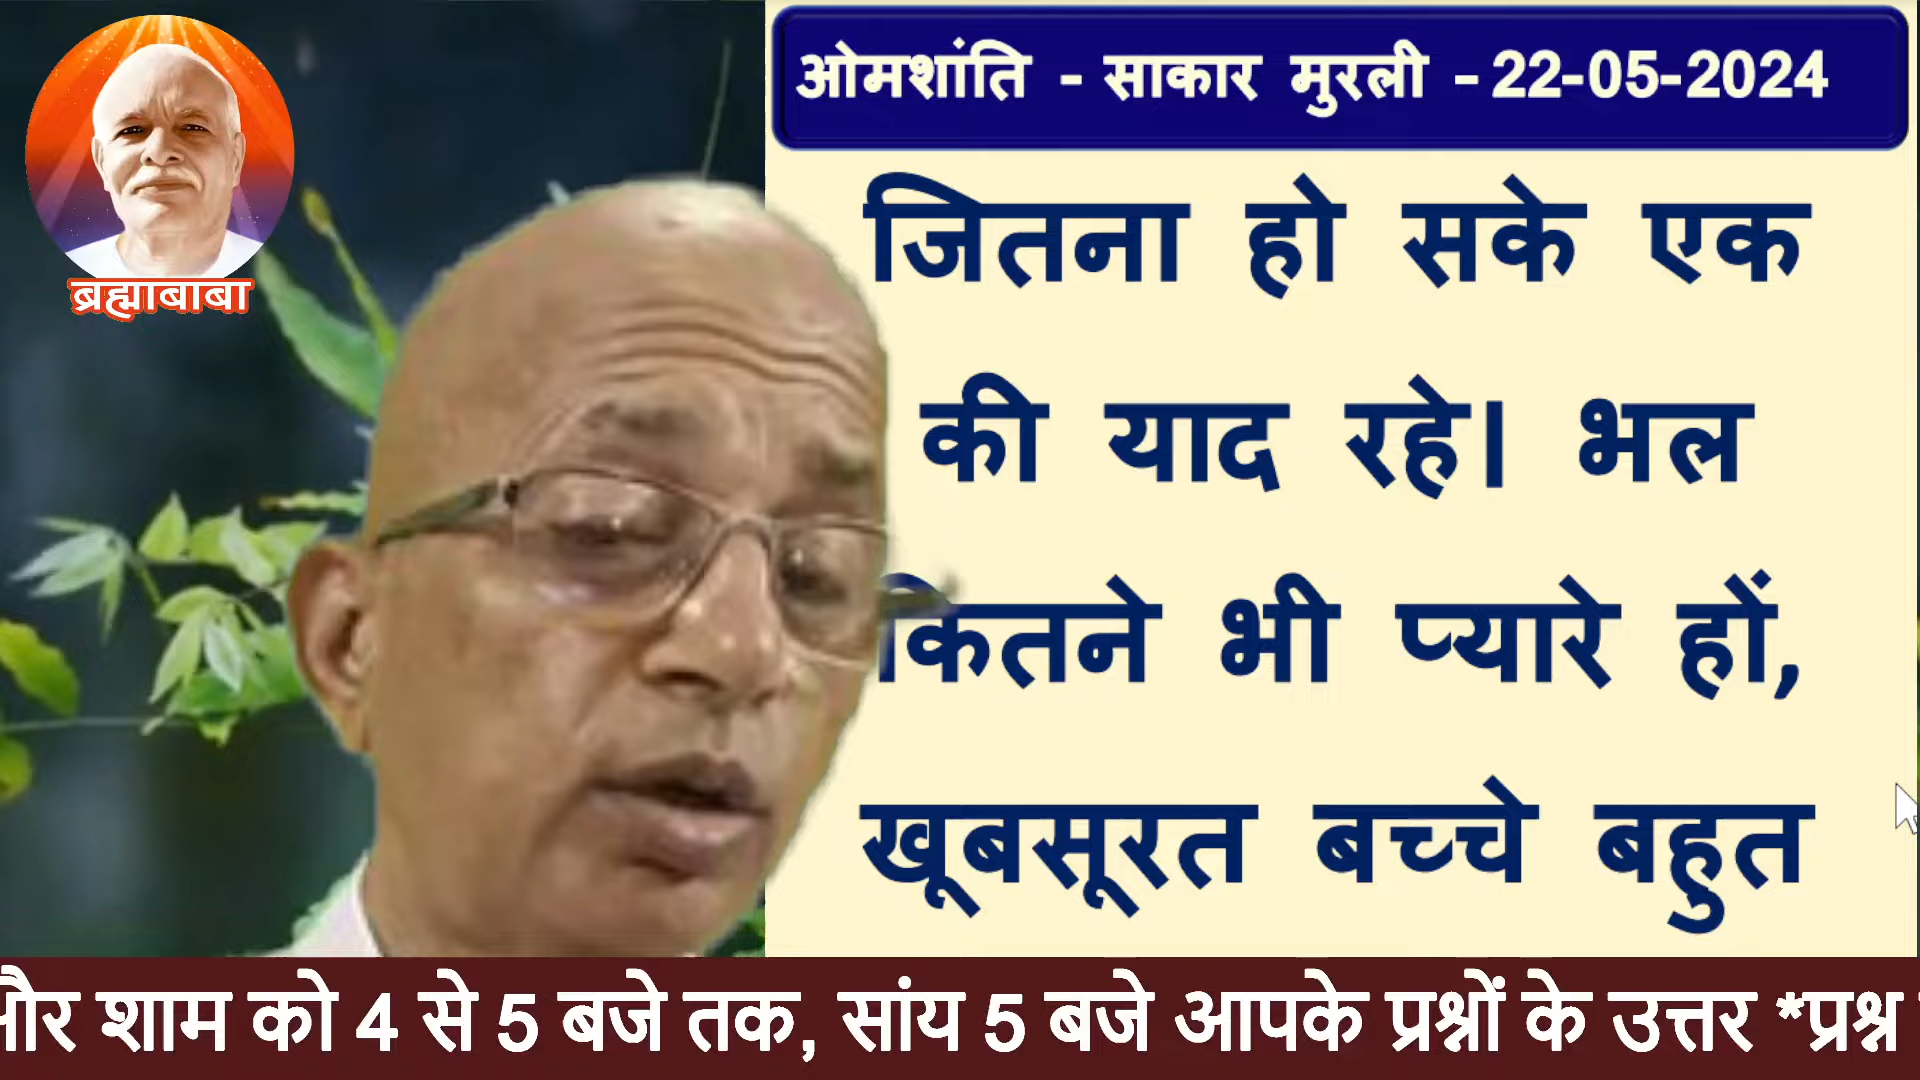 ब्रह्माबाबा
ओमशांति - साकार मुरली - 22-05-2024
जितना हो सके एक
की याद रहे। भल
कितने भी प्यारे हों,
खूबसूरत बच्चे बहुत
और शाम को 4 से 5 बजे तक, सांय 5 बजे आपके प्रश्नों के उत्तर *प्रश्न